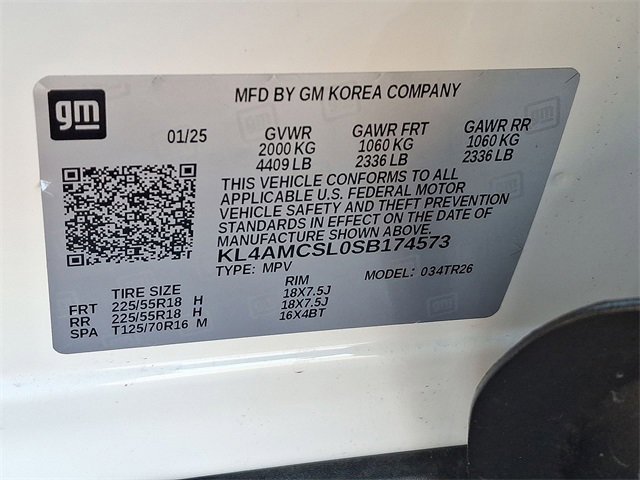 gm
MFD BY GM KOREA COMPANY
01/25 GVWR GAWR FRT GAWR RR
2000 KG 1060 KG 1060 KG
4409 LB 2336 LB 2336 LB
THIS VEHICLE CONFORMS TO ALL
APPLICABLE U.S. FEDERAL MOTOR
VEHICLE SAFETY AND THEFT PREVENTION
STANDARDS IN EFFECT ON THE DATE OF
MANUFACTURE SHOWN ABOVE.
KL4AMCSL0SB174573
TYPE: MPV MODEL: 034TR26
TIRE SIZE RIM
FRT 225/55R18 H 18X7.5J
RR 225/55R18 H 18X7.5J
SPA T125/70R16 M 16X4BT